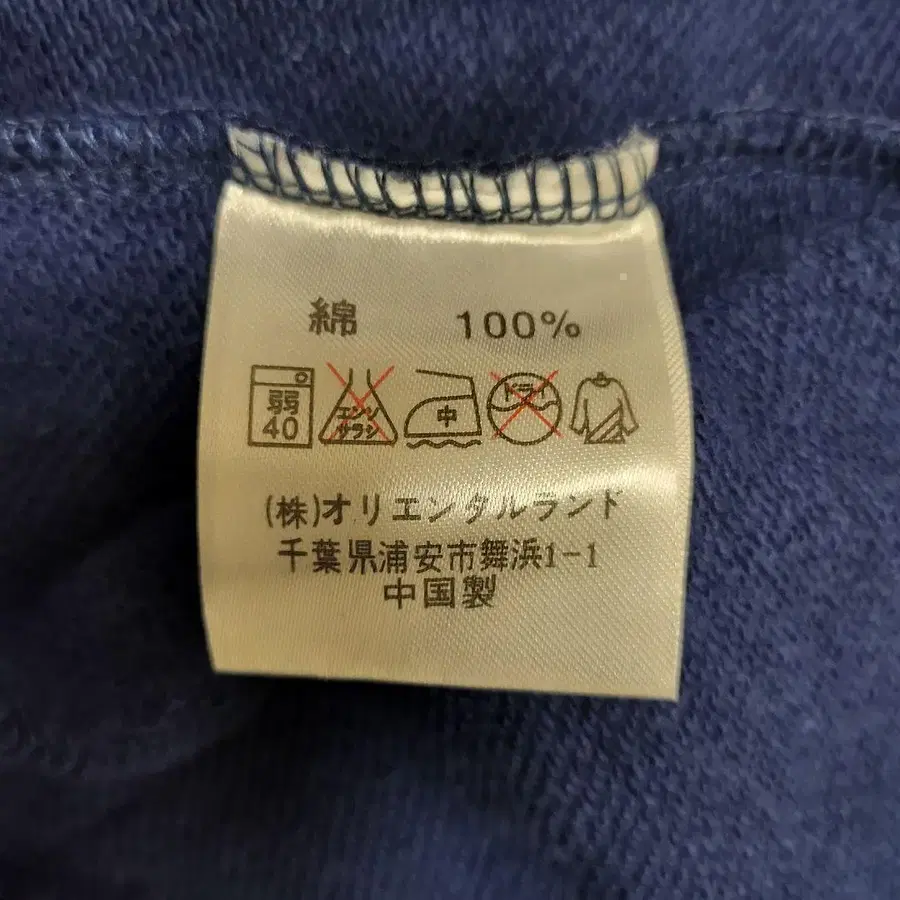 綿 100%
弱 40 エンソ サラシ 中 ドライ
(株)オリエンタルランド
千葉県浦安市舞浜1-1
中国製